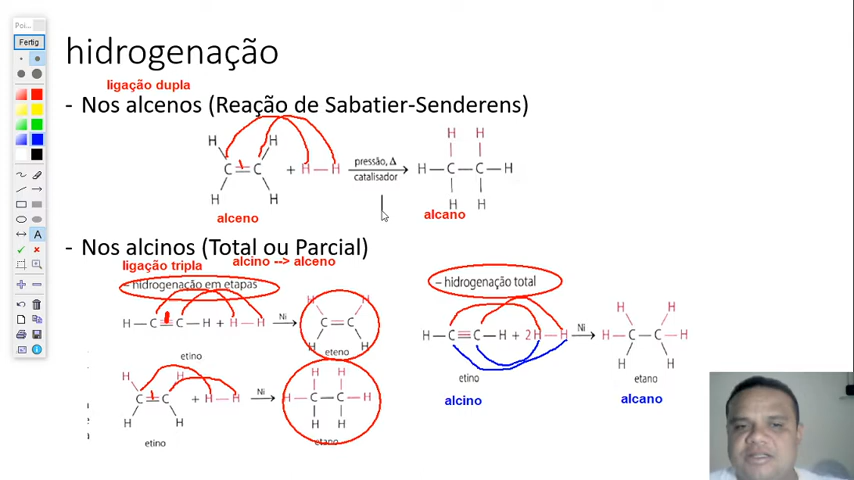 Poi...
Fertig
hidrogenação
ligação dupla
- Nos alcenos (Reação de Sabatier-Senderens)
H H H H
C = C + H — H pressão, Δ catalisador H — C — C — H
H H H H
alceno alcano
- Nos alcinos (Total ou Parcial)
ligação tripla alcino --> alceno
– hidrogenação em etapas
H — C ≡ C — H + H — H Ni H H C = C H H
etino eteno
H H C = C H H + H — H Ni H H H — C — C — H H H
etino etano
– hidrogenação total
H — C ≡ C — H + 2H — H Ni H H H — C — C — H H H
etino etano
alcino alcano
A